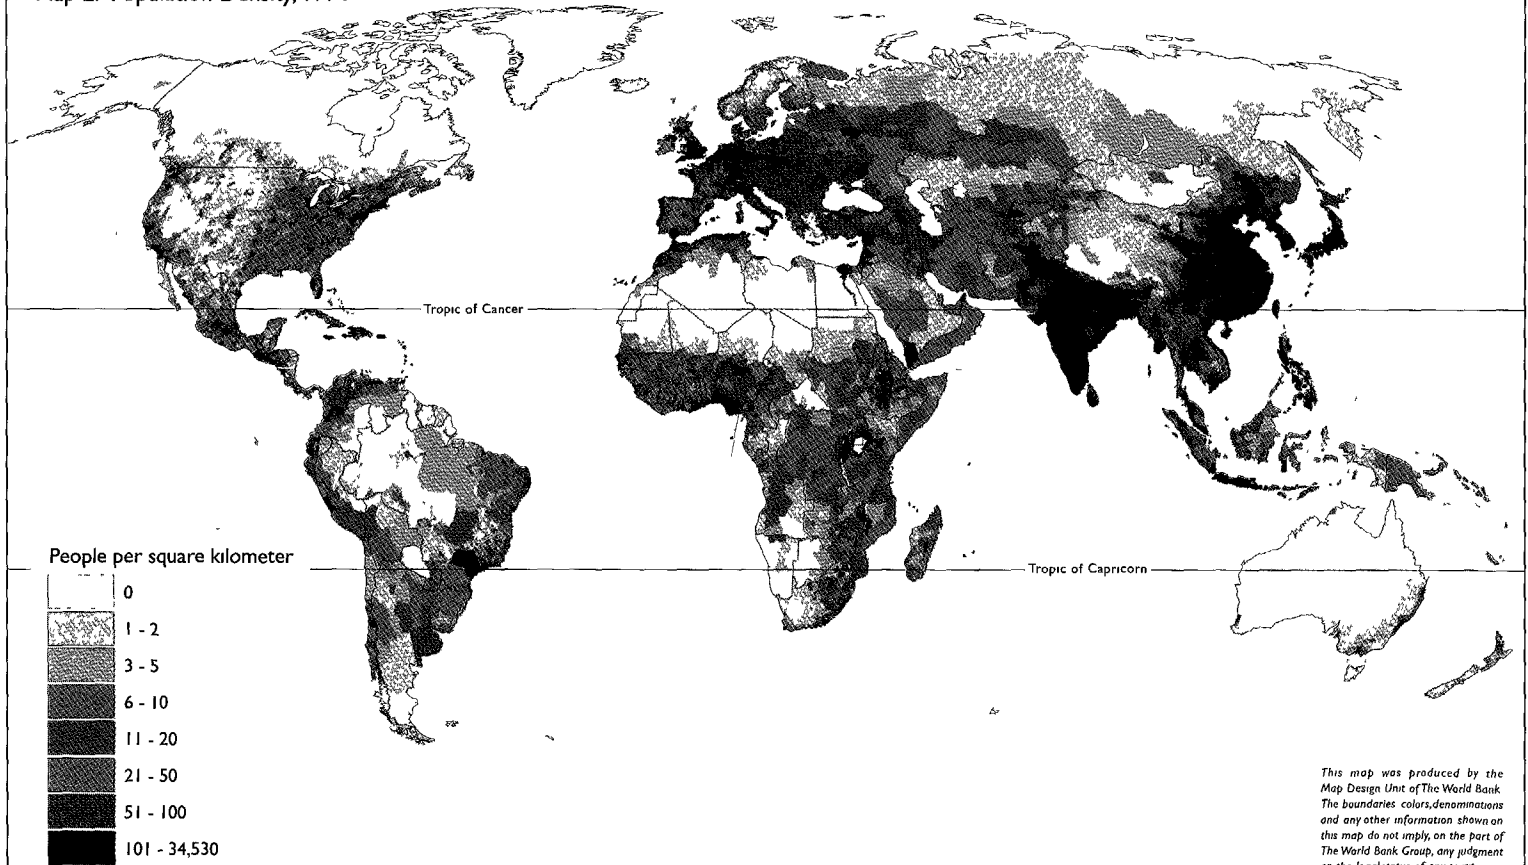 Tropic of Cancer
People per square kilometer
Tropic of Capricorn
0
1 - 2
3 - 5
6 - 10
11 - 20
21 - 50
51 - 100
101 - 34,530
This map was produced by the
Map Design Unit of The World Bank
The boundaries colors, denominations
and any other information shown on
this map do not imply, on the part of
The World Bank Group, any judgment